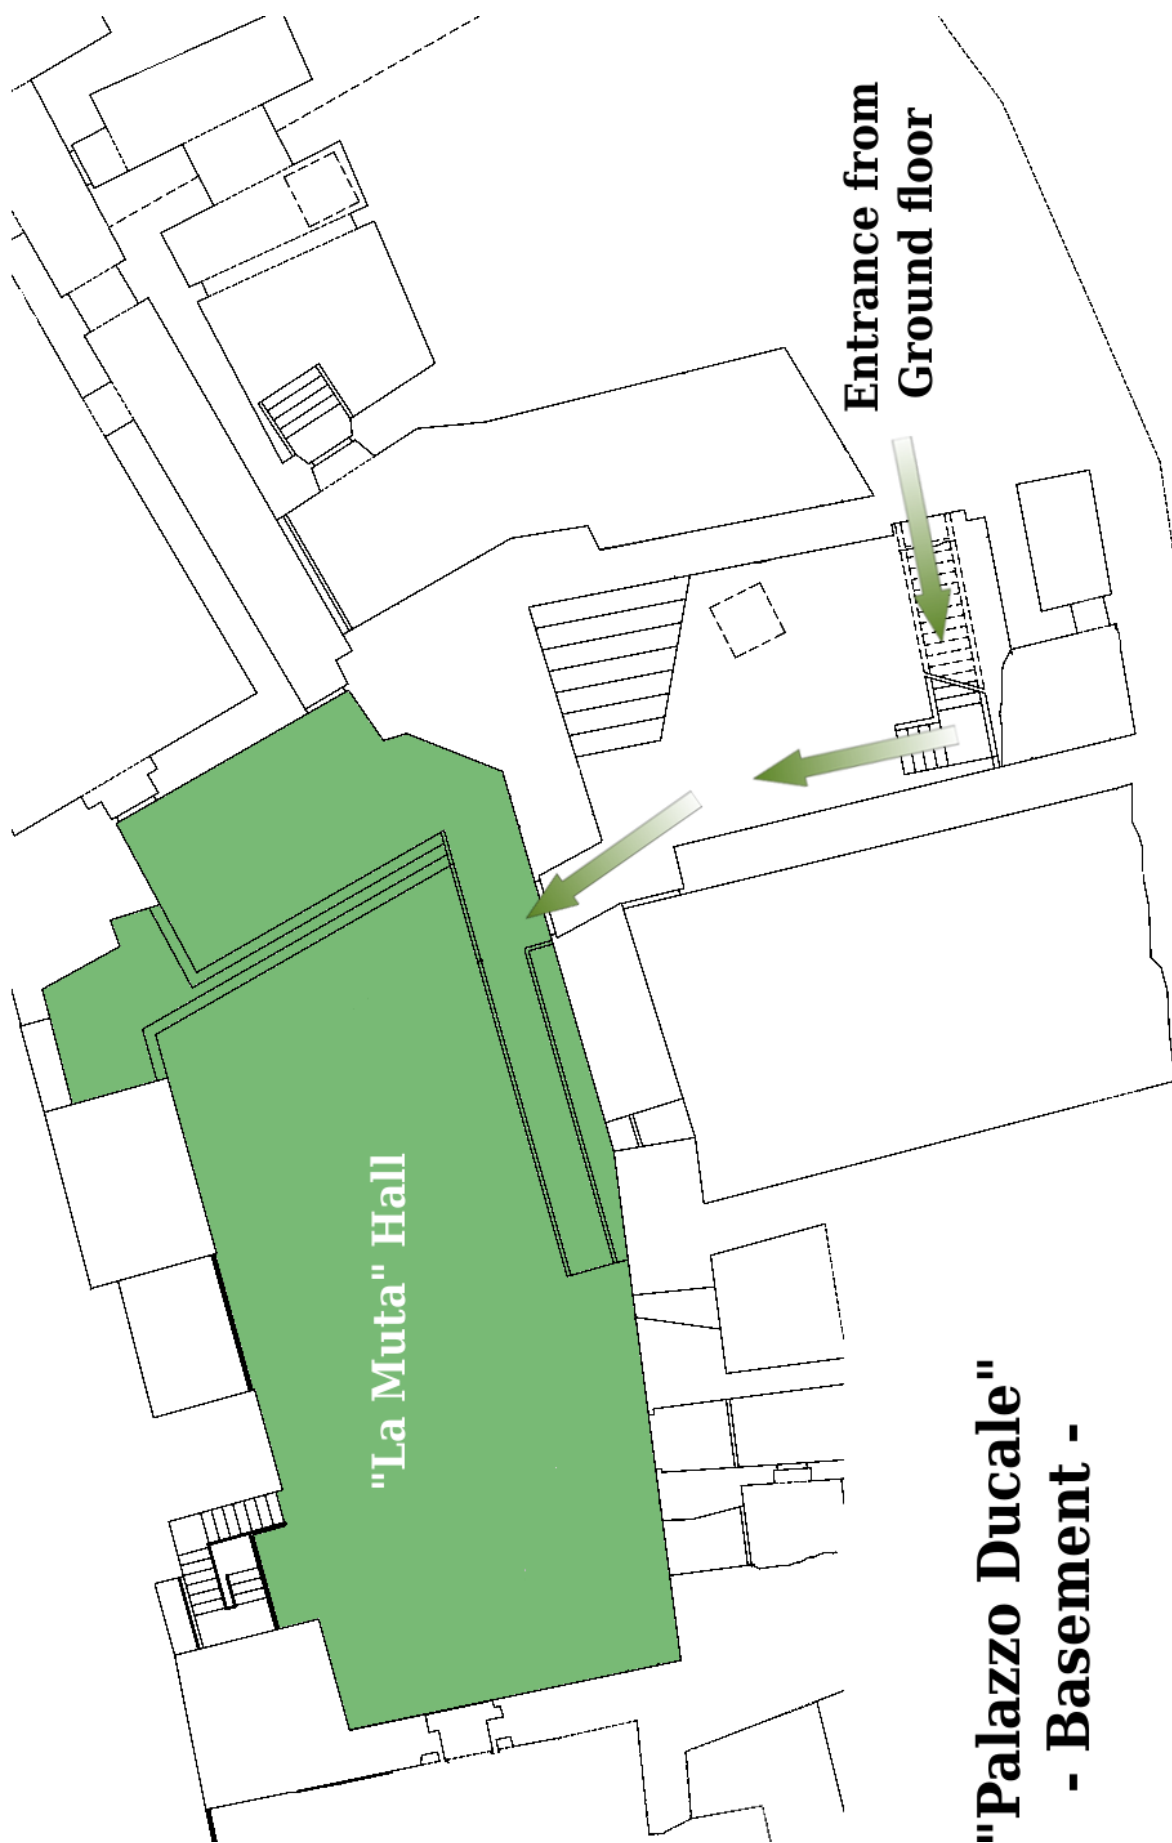 Entrance from
Ground floor
"La Muta" Hall
"Palazzo Ducale"
- Basement -